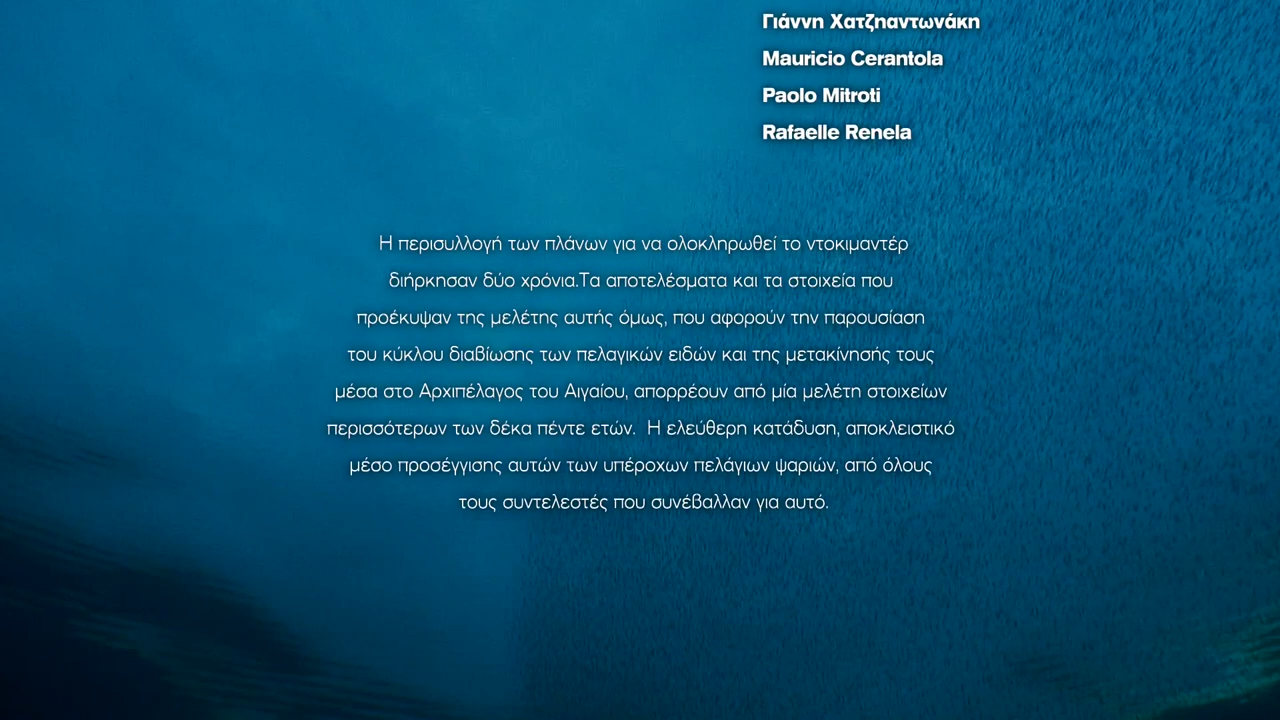 Γιάννη Χατζηαντωνάκη
Mauricio Cerantola
Paolo Mitroti
Rafaelle Renela
Η περισυλλογή των πλάνων για να ολοκληρωθεί το ντοκιμαντέρ
διήρκησαν δύο χρόνια.Τα αποτελέσματα και τα στοιχεία που
προέκυψαν της μελέτης αυτής όμως, που αφορούν την παρουσίαση
του κύκλου διαβίωσης των πελαγικών ειδών και της μετακίνησής τους
μέσα στο Αρχιπέλαγος του Αιγαίου, απορρέουν από μία μελέτη στοιχείων
περισσότερων των δέκα πέντε ετών.  Η ελεύθερη κατάδυση, αποκλειστικό
μέσο προσέγγισης αυτών των υπέροχων πελάγιων ψαριών, από όλους
τους συντελεστές που συνέβαλλαν για αυτό.